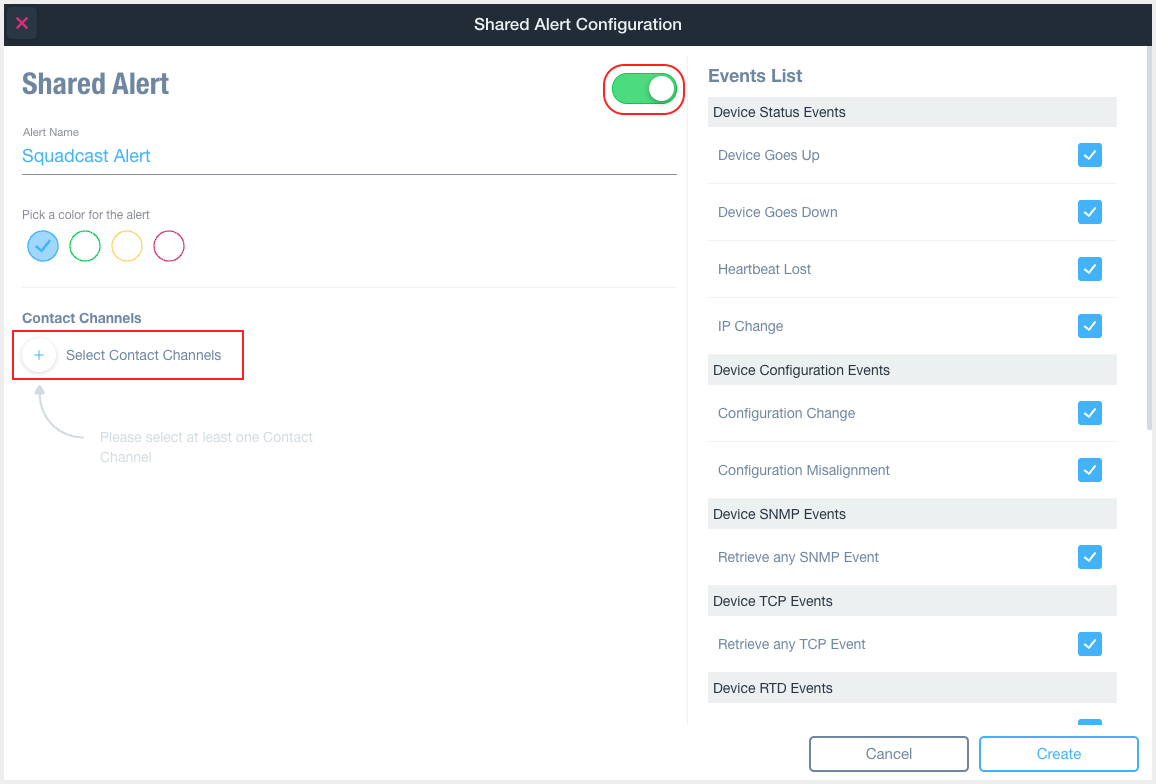 Shared Alert Configuration
Shared Alert
Alert Name
Squadcast Alert
Pick a color for the alert
Contact Channels
+ Select Contact Channels
Please select at least one Contact
Channel
Events List
Device Status Events
Device Goes Up
Device Goes Down
Heartbeat Lost
IP Change
Device Configuration Events
Configuration Change
Configuration Misalignment
Device SNMP Events
Retrieve any SNMP Event
Device TCP Events
Retrieve any TCP Event
Device RTD Events
Cancel
Create